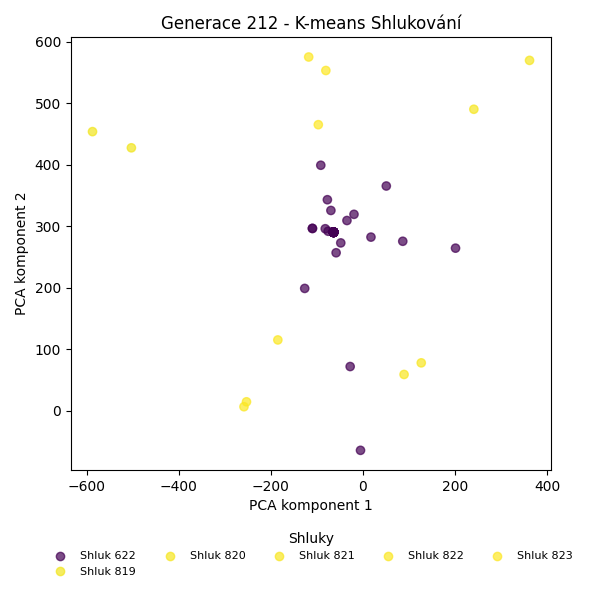 Generace 212 - K-means Shlukování
600
500
400
300
200
100
0
PCA komponent 2
−600 −400 −200 0 200 400
PCA komponent 1
Shluky
Shluk 622 Shluk 820 Shluk 821 Shluk 822 Shluk 823
Shluk 819